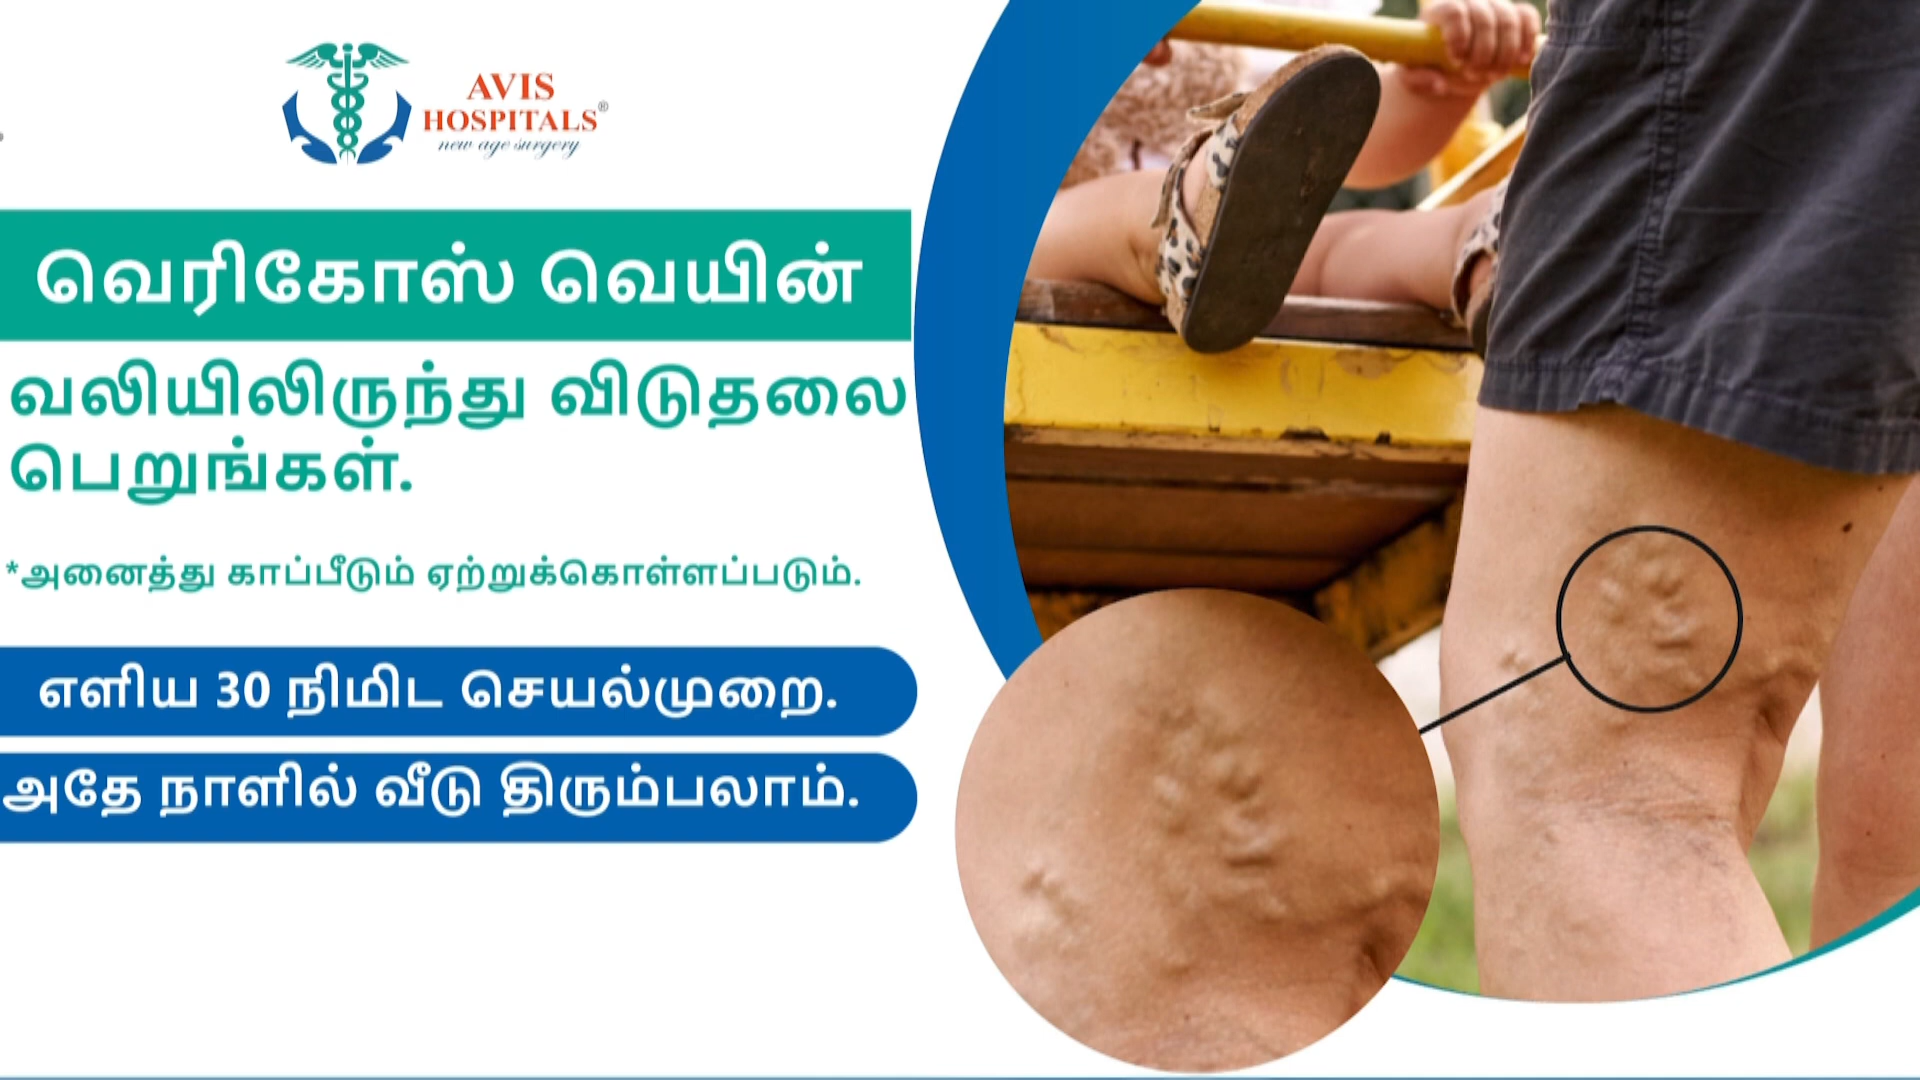 AVIS
HOSPITALS®
new age surgery
வெரிகோஸ் வெயின்
வலியிலிருந்து விடுதலை
பெறுங்கள்.
*அனைத்து காப்பீடும் ஏற்றுக்கொள்ளப்படும்.
எளிய 30 நிமிட செயல்முறை.
அதே நாளில் வீடு திரும்பலாம்.